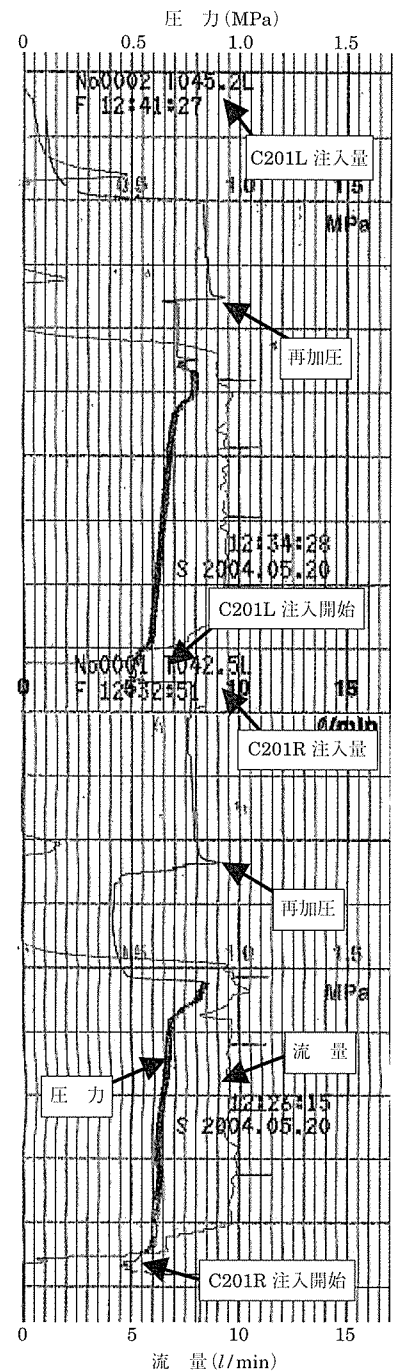 圧 力 (MPa)
0 0.5 1.0 1.5
No0002 T045.2L
F 12:41:27
C201L 注入量
0.5 1.0 1.5
MPa
再加圧
12:34:28
S 2004.05.20
C201L 注入開始
No0001 T042.5L
0 5 10 15
F 12:32:51
ℓ/min
C201R 注入量
再加圧
0.5 1.0 1.5
MPa
流 量
圧 力
12:26:15
S 2004.05.20
C201R 注入開始
0 5 10 15
流 量 (l/min)